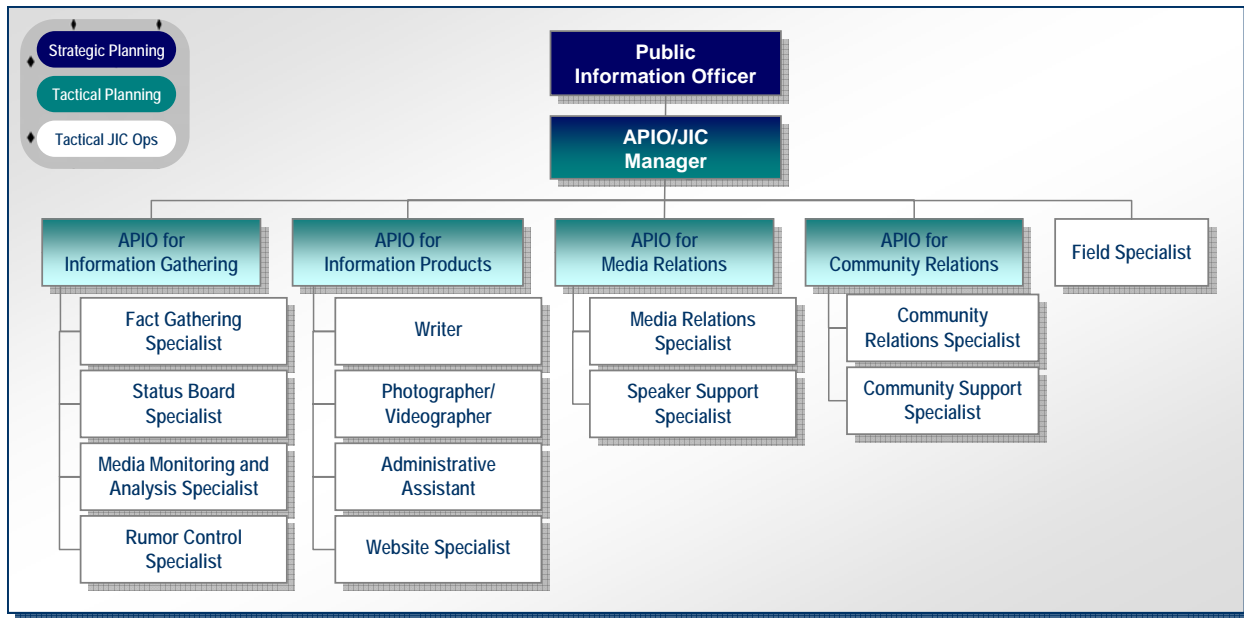 Strategic Planning
Tactical Planning
Tactical JIC Ops
Public
Information Officer
APIO/JIC
Manager
APIO for
Information Gathering
APIO for
Information Products
APIO for
Media Relations
APIO for
Community Relations
Field Specialist
Fact Gathering
Specialist
Status Board
Specialist
Media Monitoring and
Analysis Specialist
Rumor Control
Specialist
Writer
Photographer/
Videographer
Administrative
Assistant
Website Specialist
Media Relations
Specialist
Speaker Support
Specialist
Community
Relations Specialist
Community Support
Specialist